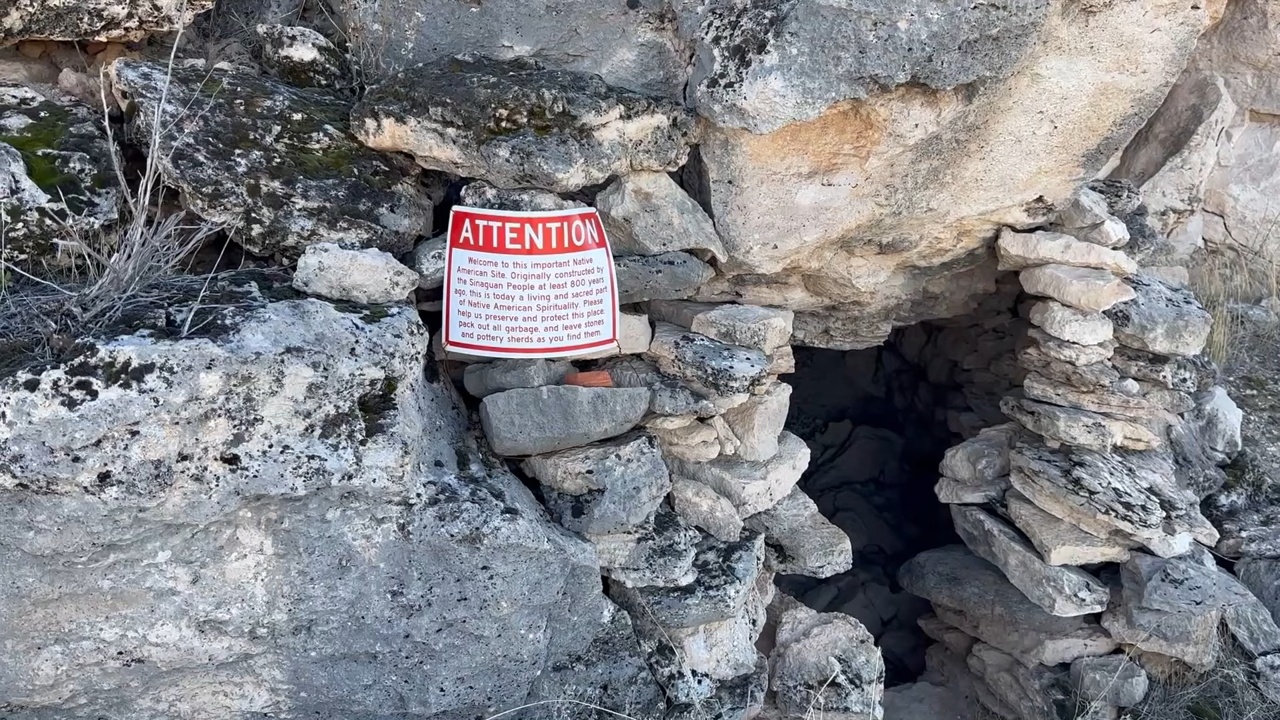 ATTENTION
Welcome to this important Native
American Site. Originally constructed by
the Sinaguan People at least 800 years
ago, this is today a living and sacred part
of Native American Spirituality. Please
help us preserve and protect this place;
pack out all garbage, and leave stones
and pottery sherds as you find them.